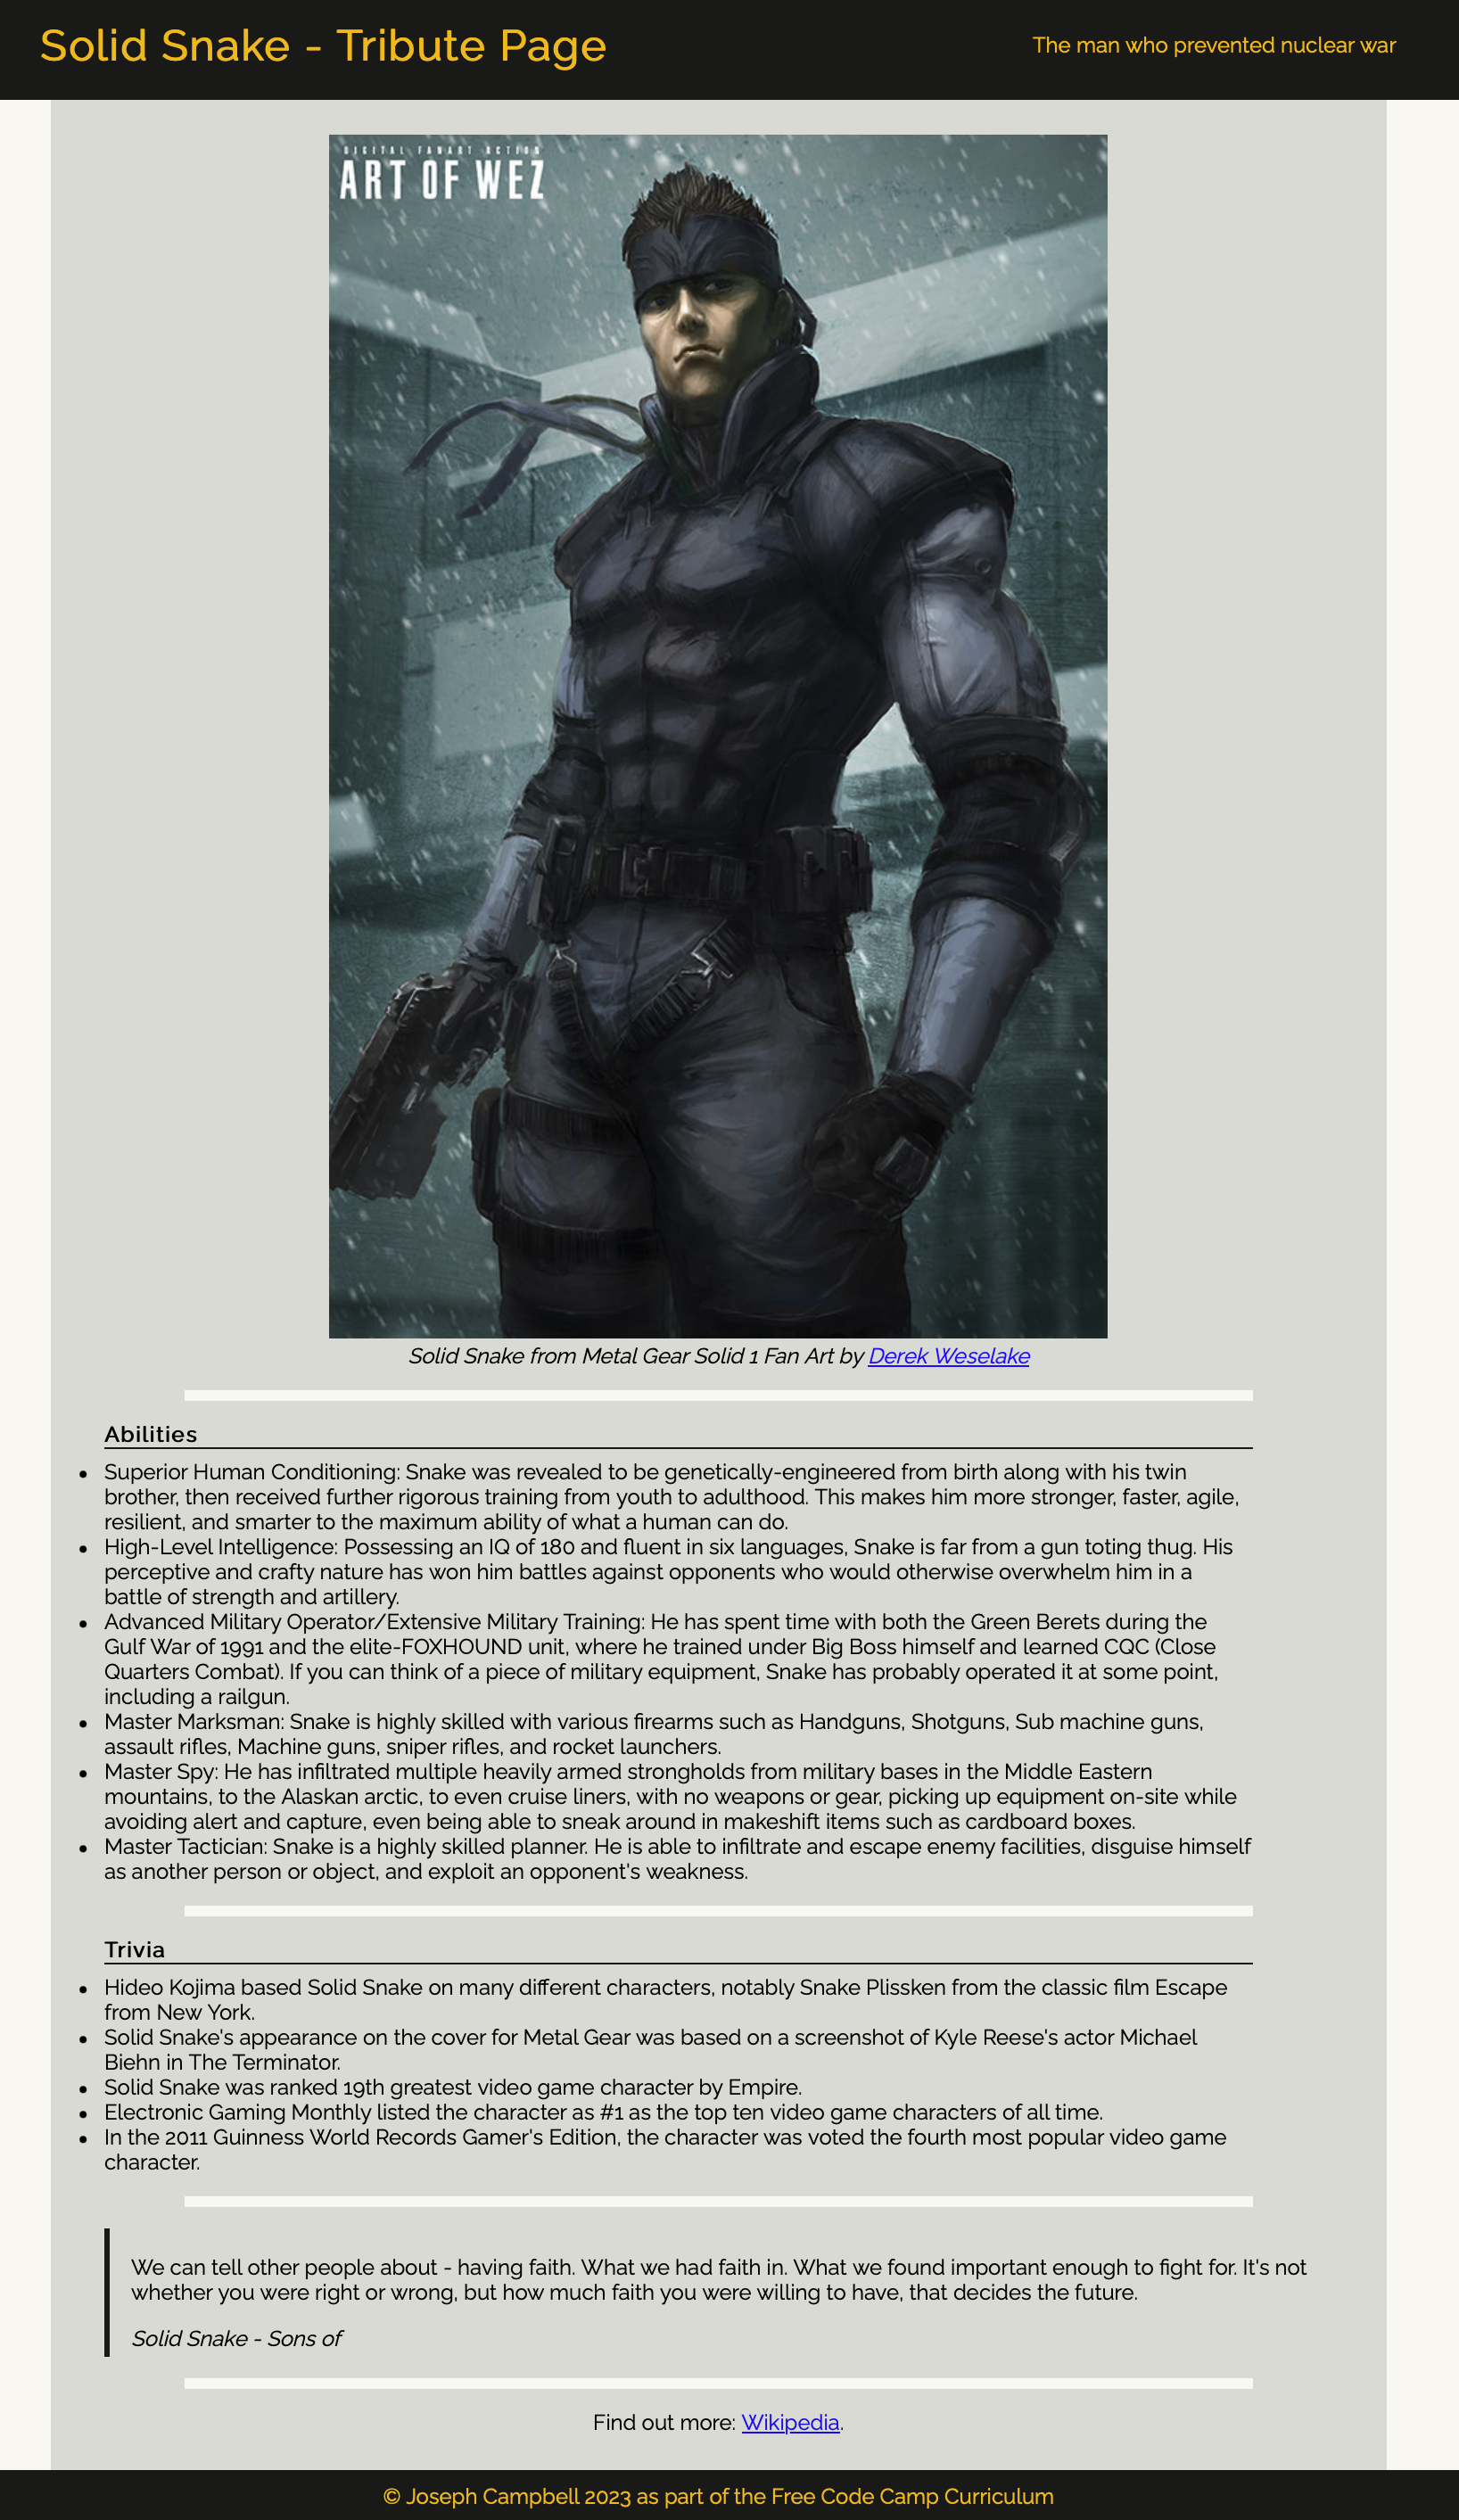 Solid Snake - Tribute Page
The man who prevented nuclear war
DIGITAL FANART ACTION
ART OF WEZ
Solid Snake from Metal Gear Solid 1 Fan Art by Derek Weselake
Abilities
• Superior Human Conditioning: Snake was revealed to be genetically-engineered from birth along with his twin
brother, then received further rigorous training from youth to adulthood. This makes him more stronger, faster, agile,
resilient, and smarter to the maximum ability of what a human can do.
• High-Level Intelligence: Possessing an IQ of 180 and fluent in six languages, Snake is far from a gun toting thug. His
perceptive and crafty nature has won him battles against opponents who would otherwise overwhelm him in a
battle of strength and artillery.
• Advanced Military Operator/Extensive Military Training: He has spent time with both the Green Berets during the
Gulf War of 1991 and the elite-FOXHOUND unit, where he trained under Big Boss himself and learned CQC (Close
Quarters Combat). If you can think of a piece of military equipment, Snake has probably operated it at some point,
including a railgun.
• Master Marksman: Snake is highly skilled with various firearms such as Handguns, Shotguns, Sub machine guns,
assault rifles, Machine guns, sniper rifles, and rocket launchers.
• Master Spy: He has infiltrated multiple heavily armed strongholds from military bases in the Middle Eastern
mountains, to the Alaskan arctic, to even cruise liners, with no weapons or gear, picking up equipment on-site while
avoiding alert and capture, even being able to sneak around in makeshift items such as cardboard boxes.
• Master Tactician: Snake is a highly skilled planner. He is able to infiltrate and escape enemy facilities, disguise himself
as another person or object, and exploit an opponent's weakness.
Trivia
• Hideo Kojima based Solid Snake on many different characters, notably Snake Plissken from the classic film Escape
from New York.
• Solid Snake's appearance on the cover for Metal Gear was based on a screenshot of Kyle Reese's actor Michael
Biehn in The Terminator.
• Solid Snake was ranked 19th greatest video game character by Empire.
• Electronic Gaming Monthly listed the character as #1 as the top ten video game characters of all time.
• In the 2011 Guinness World Records Gamer's Edition, the character was voted the fourth most popular video game
character.
We can tell other people about - having faith. What we had faith in. What we found important enough to fight for. It's not
whether you were right or wrong, but how much faith you were willing to have, that decides the future.
Solid Snake - Sons of
Find out more: Wikipedia.
© Joseph Campbell 2023 as part of the Free Code Camp Curriculum